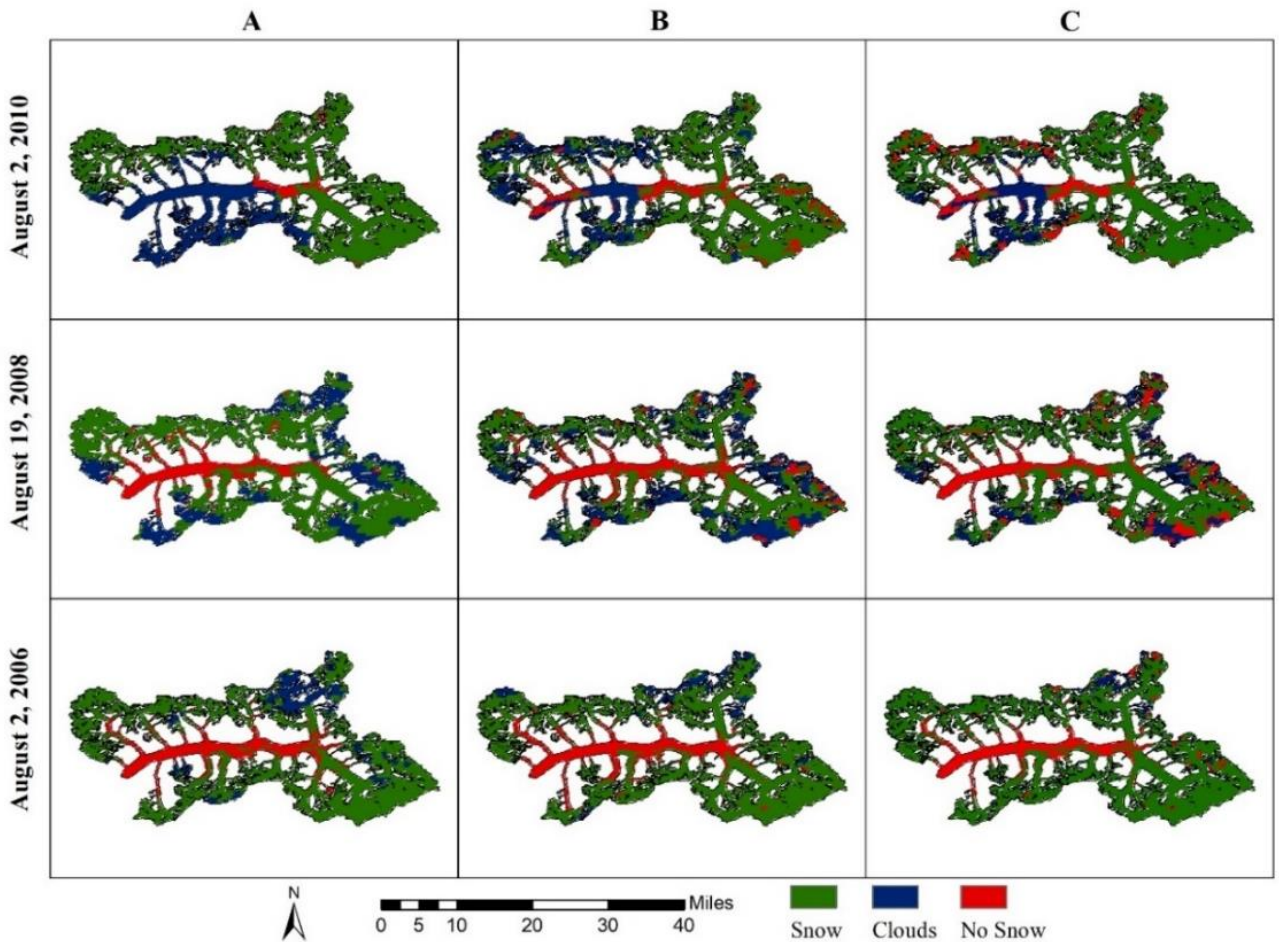 A B C
August 2, 2010
August 19, 2008
August 2, 2006
N
0 5 10 20 30 40 Miles
Snow Clouds No Snow